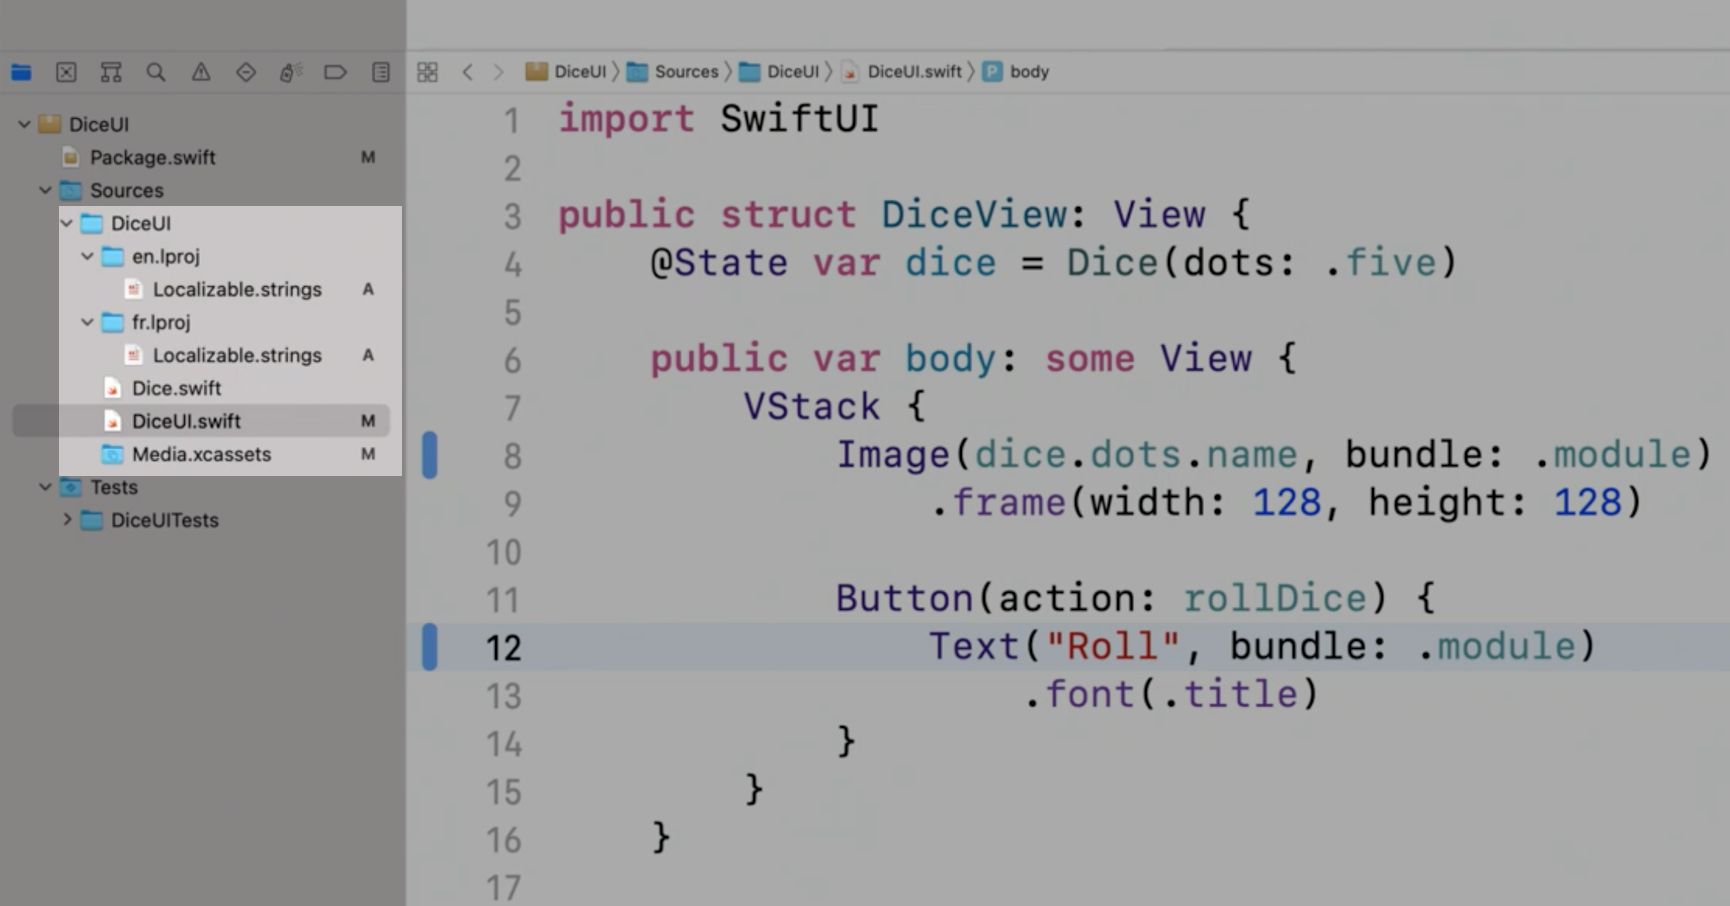 DiceUI
Package.swift M
Sources
DiceUI
en.lproj
Localizable.strings A
fr.lproj
Localizable.strings A
Dice.swift
DiceUI.swift M
Media.xcassets M
Tests
DiceUITests
DiceUI Sources DiceUI DiceUI.swift P body
1 import SwiftUI
2
3 public struct DiceView: View {
4 @State var dice = Dice(dots: .five)
5
6 public var body: some View {
7 VStack {
8 Image(dice.dots.name, bundle: .module)
9 .frame(width: 128, height: 128)
10
11 Button(action: rollDice) {
12 Text("Roll", bundle: .module)
13 .font(.title)
14 }
15 }
16 }
17